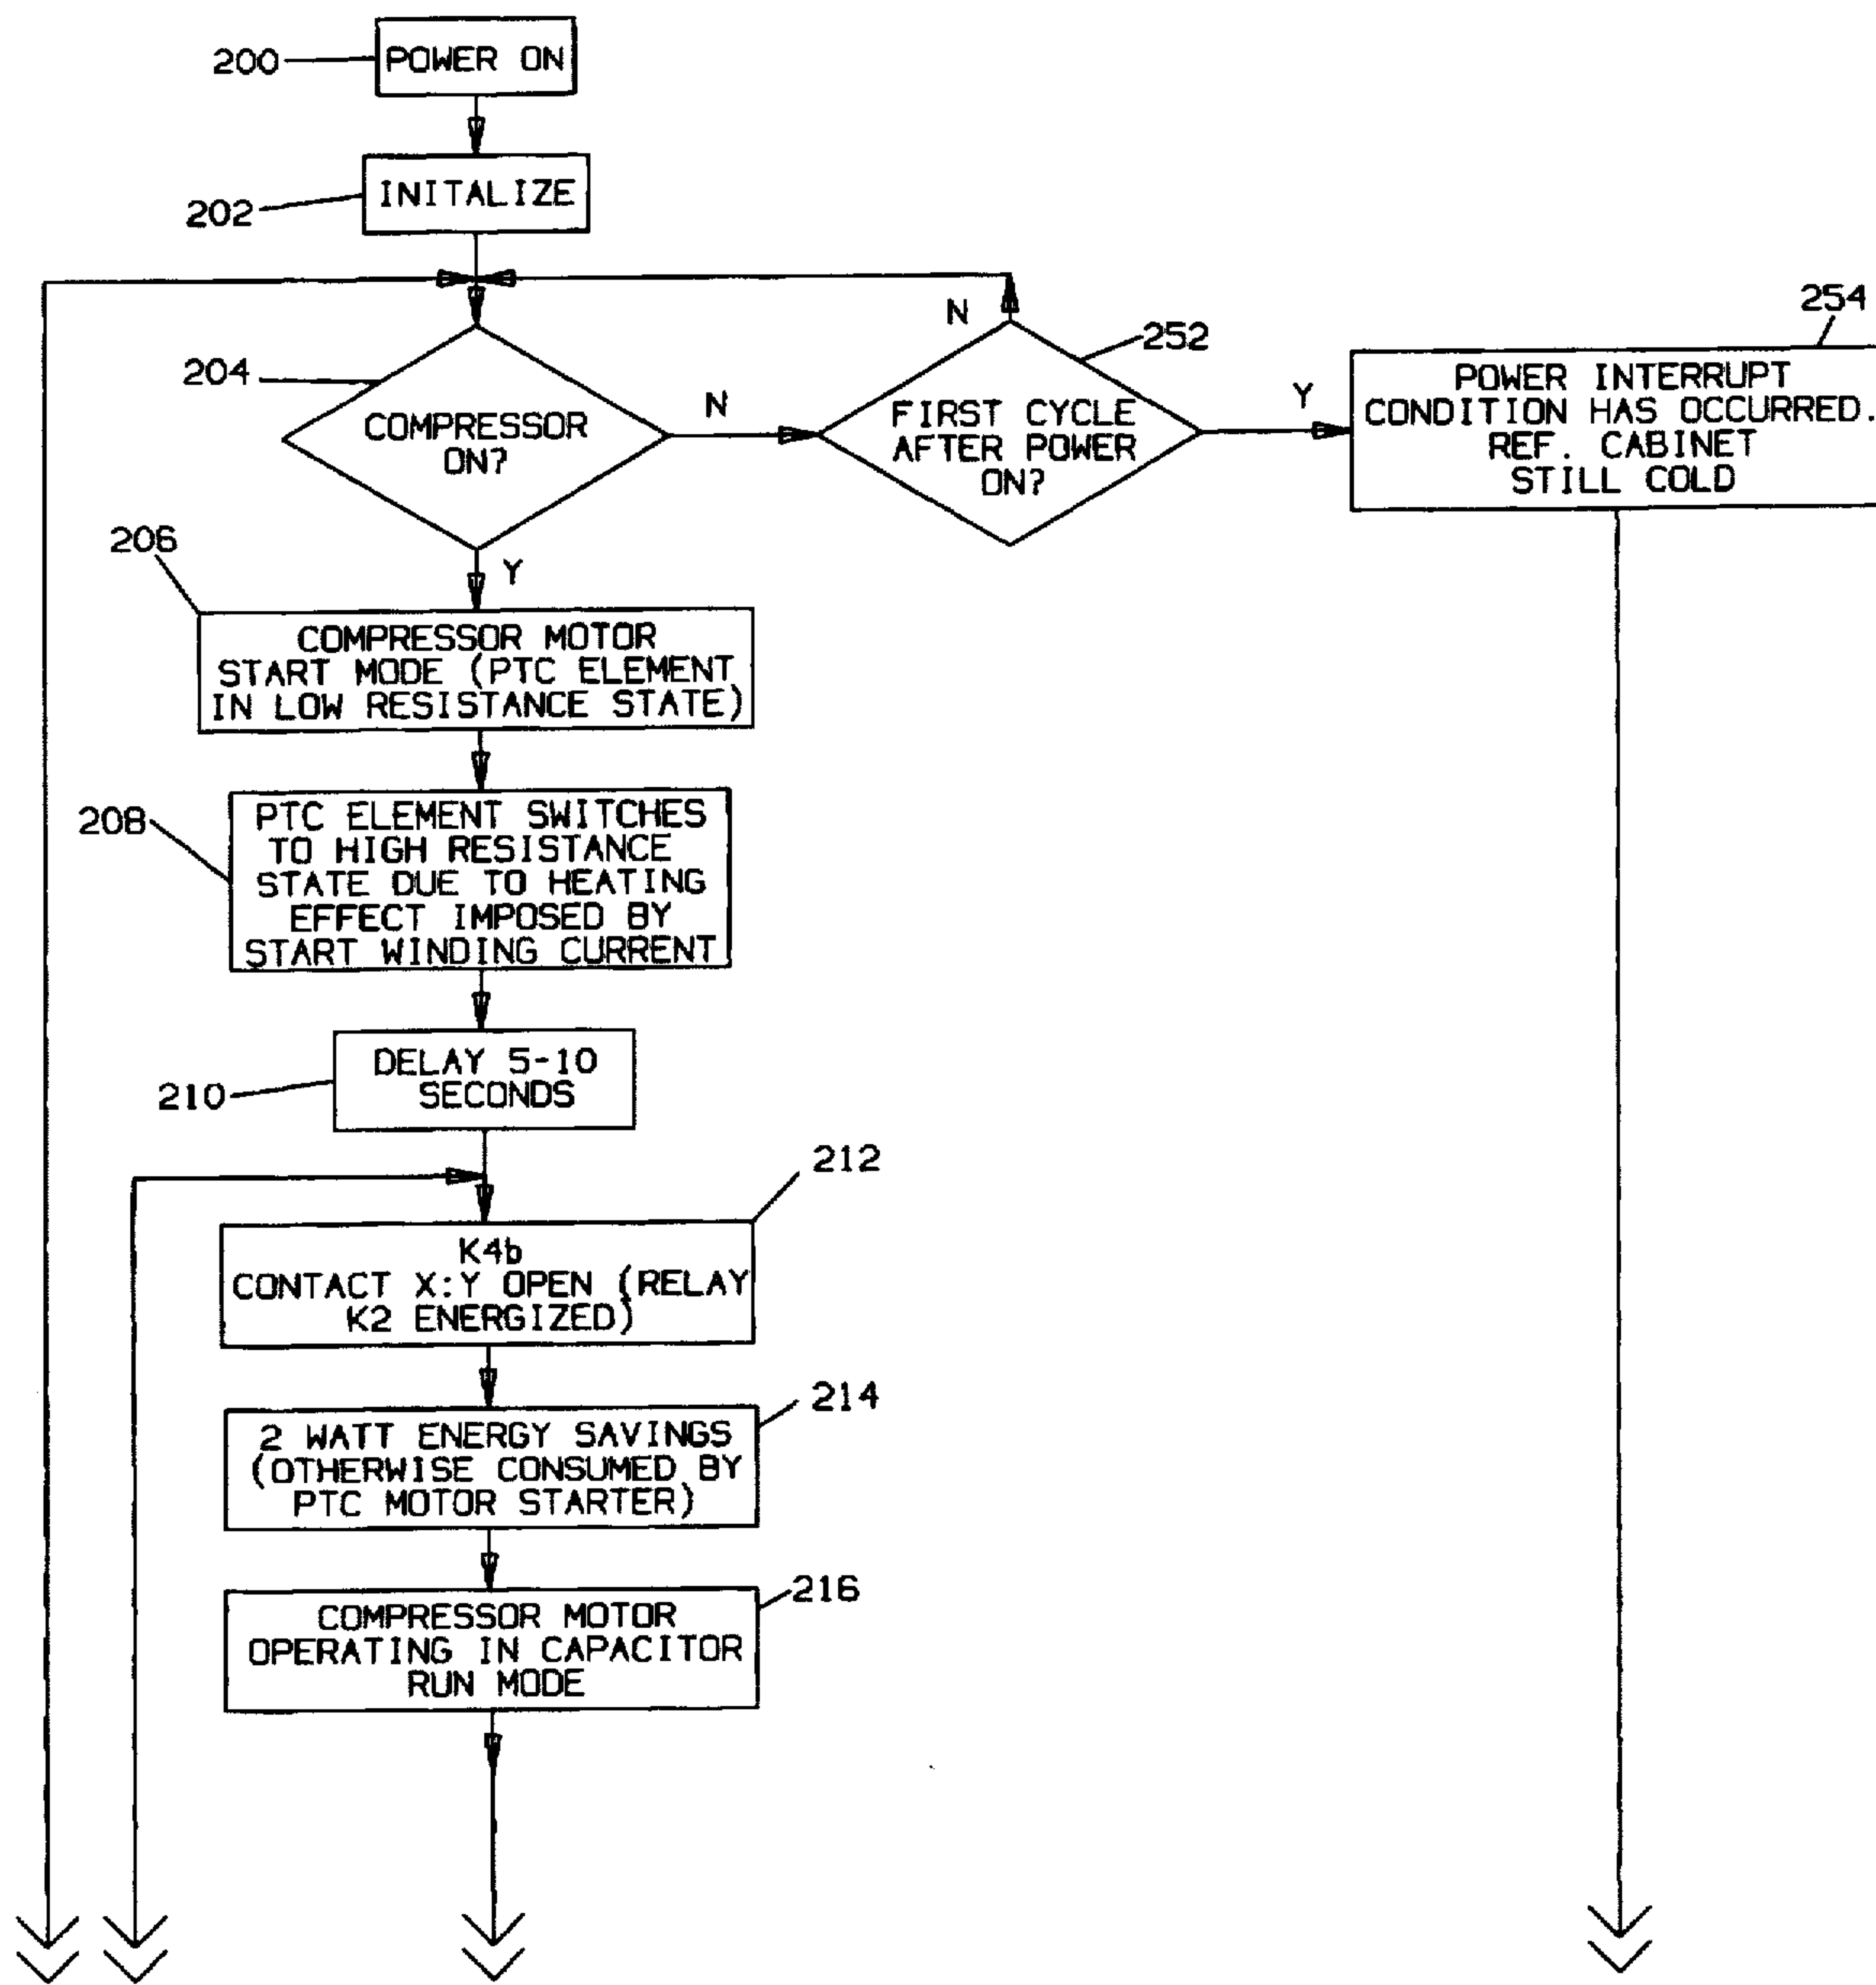 200
POWER ON
202
INITALIZE
204
COMPRESSOR
ON?
N
N
252
FIRST CYCLE
AFTER POWER
ON?
Y
254
POWER INTERRUPT
CONDITION HAS OCCURRED.
REF. CABINET
STILL COLD
Y
206
COMPRESSOR MOTOR
START MODE (PTC ELEMENT
IN LOW RESISTANCE STATE)
208
PTC ELEMENT SWITCHES
TO HIGH RESISTANCE
STATE DUE TO HEATING
EFFECT IMPOSED BY
START WINDING CURRENT
210
DELAY 5-10
SECONDS
212
K4b
CONTACT X:Y OPEN (RELAY
K2 ENERGIZED)
214
2 WATT ENERGY SAVINGS
(OTHERWISE CONSUMED BY
PTC MOTOR STARTER)
216
COMPRESSOR MOTOR
OPERATING IN CAPACITOR
RUN MODE